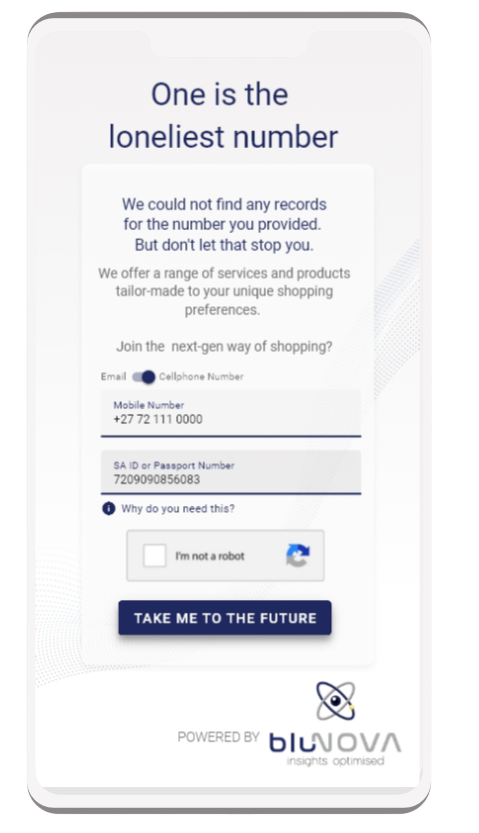 One is the
loneliest number
We could not find any records
for the number you provided.
But don't let that stop you.
We offer a range of services and products
tailor-made to your unique shopping
preferences.
Join the next-gen way of shopping?
Email Cellphone Number
Mobile Number
+27 72 111 0000
SA ID or Passport Number
7209090856083
i Why do you need this?
I'm not a robot
TAKE ME TO THE FUTURE
POWERED BY bluNOVA
insights optimised